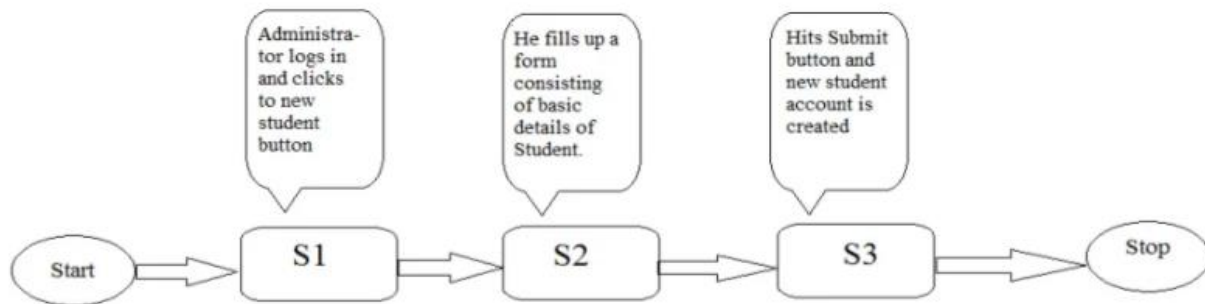 Administra-
tor logs in
and clicks
to new
student
button
He fills up a
form
consisting
of basic
details of
Student.
Hits Submit
button and
new student
account is
created
Start
S1
S2
S3
Stop